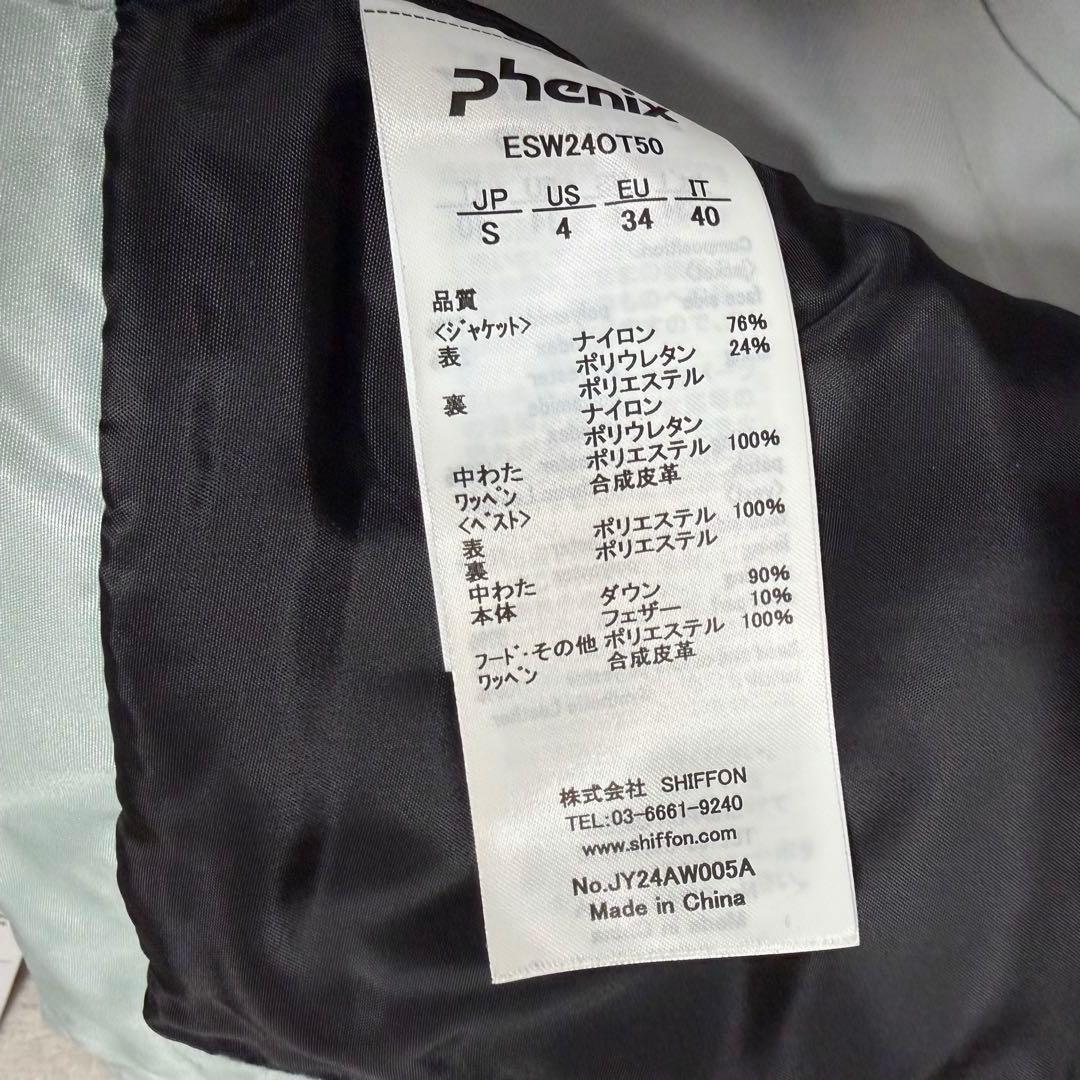 Phenix
ESW24OT50
JP US EU IT
S 4 34 40
品質
<ジャケット>
表 ナイロン 76%
ポリウレタン 24%
裏 ポリエステル
ナイロン
ポリウレタン
中わた ポリエステル 100%
ワッペン 合成皮革
<ベスト>
表 ポリエステル 100%
裏 ポリエステル
中わた
本体 ダウン 90%
フェザー 10%
フード・その他 ポリエステル 100%
ワッペン 合成皮革
株式会社 SHIFFON
TEL:03-6661-9240
www.shiffon.com
No.JY24AW005A
Made in China